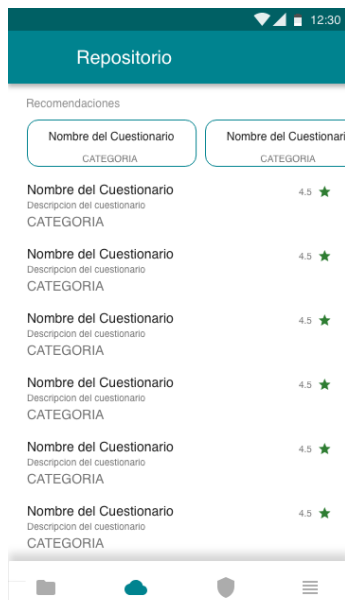 12:30
Repositorio
Recomendaciones
Nombre del Cuestionario
CATEGORIA
Nombre del Cuestionari
CATEGORIA
Nombre del Cuestionario
4.5
Descripcion del cuestionario
CATEGORIA
Nombre del Cuestionario
4.5
Descripcion del cuestionario
CATEGORIA
Nombre del Cuestionario
4.5
Descripcion del cuestionario
CATEGORIA
Nombre del Cuestionario
4.5
Descripcion del cuestionario
CATEGORIA
Nombre del Cuestionario
4.5
Descripcion del cuestionario
CATEGORIA
Nombre del Cuestionario
4.5
Descripcion del cuestionario
CATEGORIA